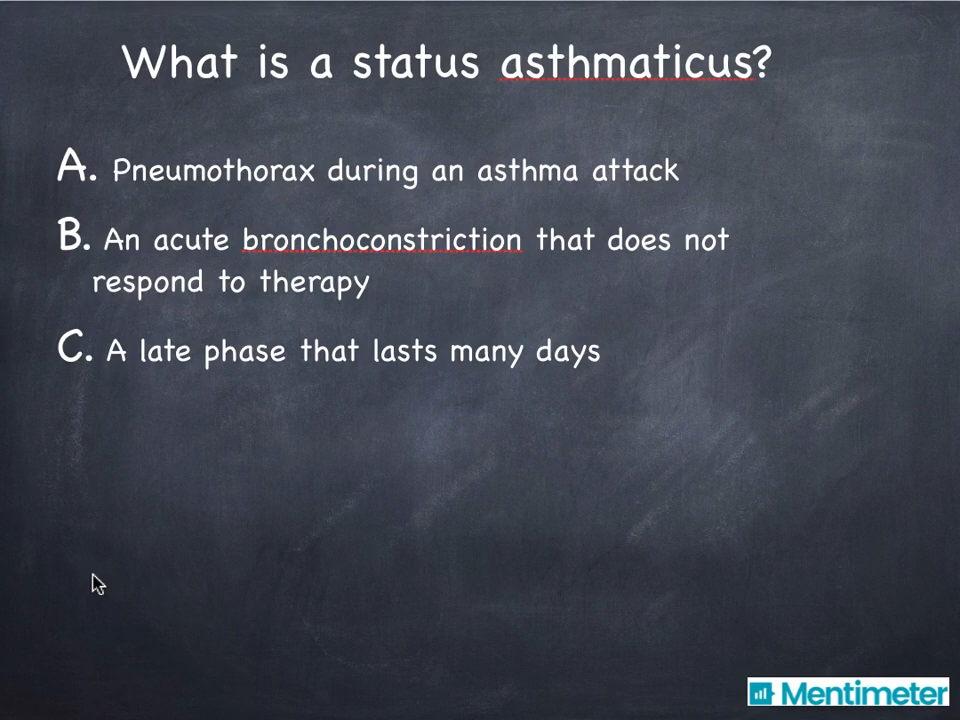 What is a status asthmaticus?
A. Pneumothorax during an asthma attack
B. An acute bronchoconstriction that does not
respond to therapy
C. A late phase that lasts many days
Mentimeter